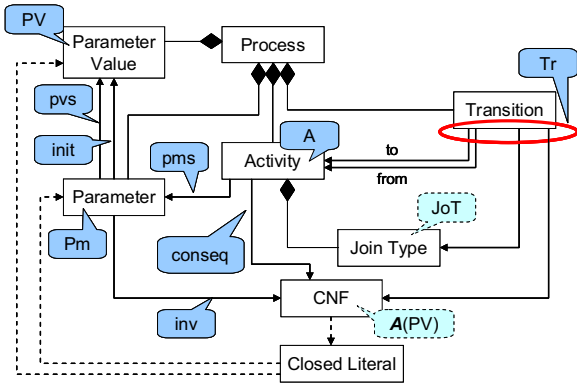 PV
Parameter
Value
Process
Tr
pvs
Transition
init
A
to
pms
Activity
from
Parameter
JoT
Pm
conseq
Join Type
CNF
inv
A(PV)
Closed Literal